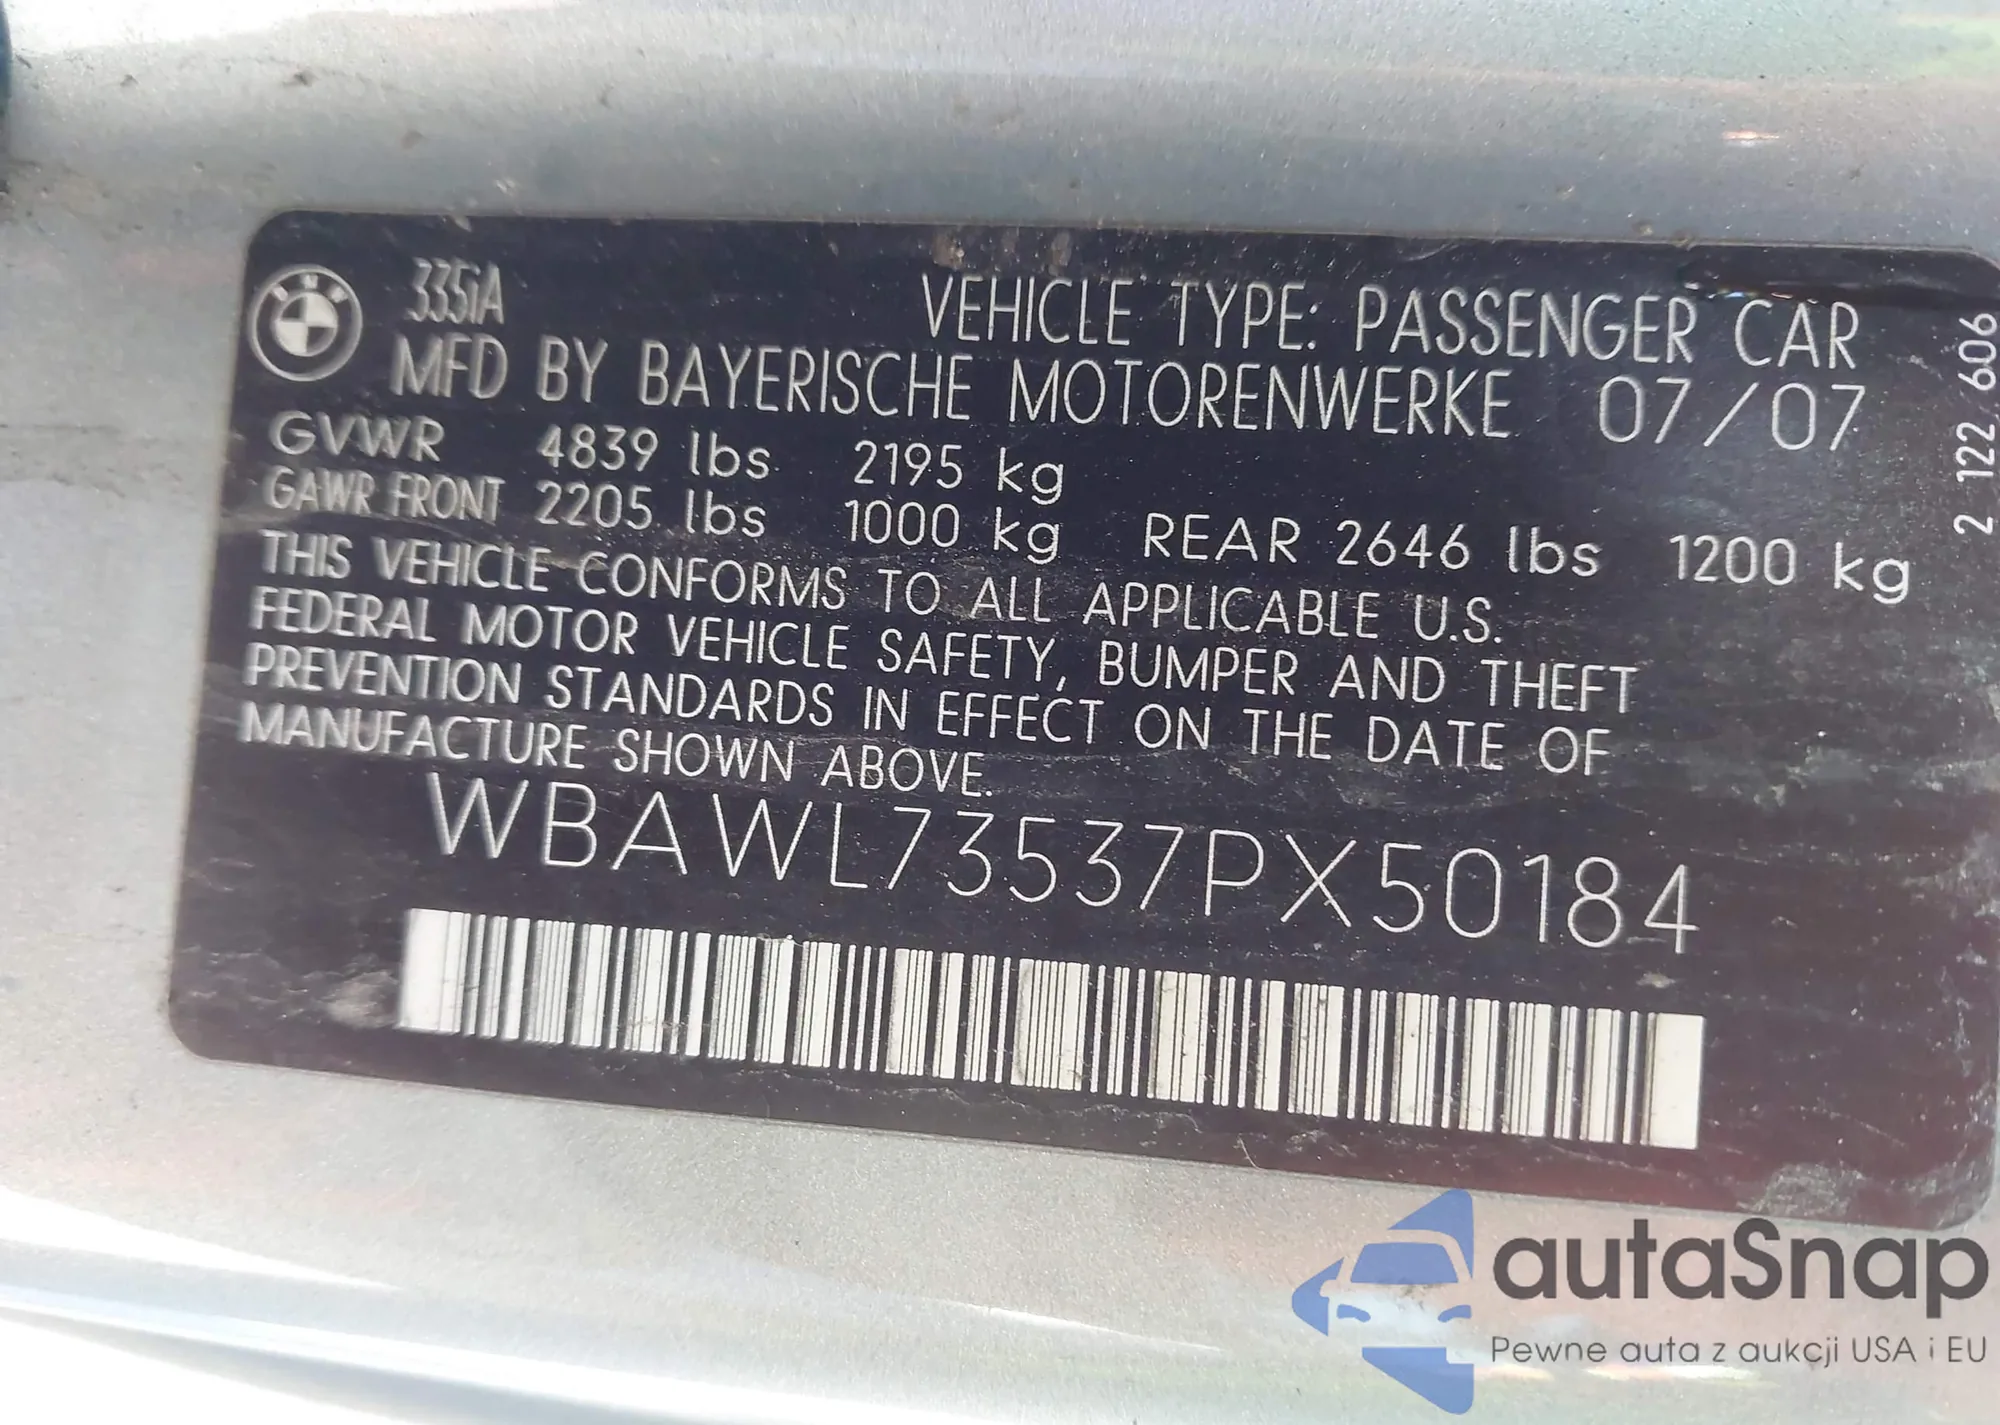 BMW
335iA
VEHICLE TYPE: PASSENGER CAR
MFD BY BAYERISCHE MOTORENWERKE 07/07
GVWR 4839 lbs 2195 kg
GAWR FRONT 2205 lbs 1000 kg REAR 2646 lbs 1200 kg
THIS VEHICLE CONFORMS TO ALL APPLICABLE U.S.
FEDERAL MOTOR VEHICLE SAFETY, BUMPER AND THEFT
PREVENTION STANDARDS IN EFFECT ON THE DATE OF
MANUFACTURE SHOWN ABOVE.
WBAWL73537PX50184
2 122 606
autaSnap
Pewne auta z aukcji USA i EU